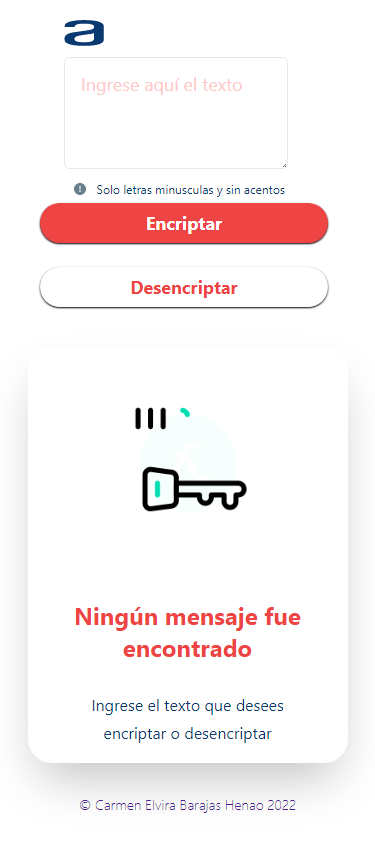 a
Ingrese aquí el texto
Solo letras minusculas y sin acentos
Encriptar
Desencriptar
Ningún mensaje fue
encontrado
Ingrese el texto que desees
encriptar o desencriptar
© Carmen Elvira Barajas Henao 2022